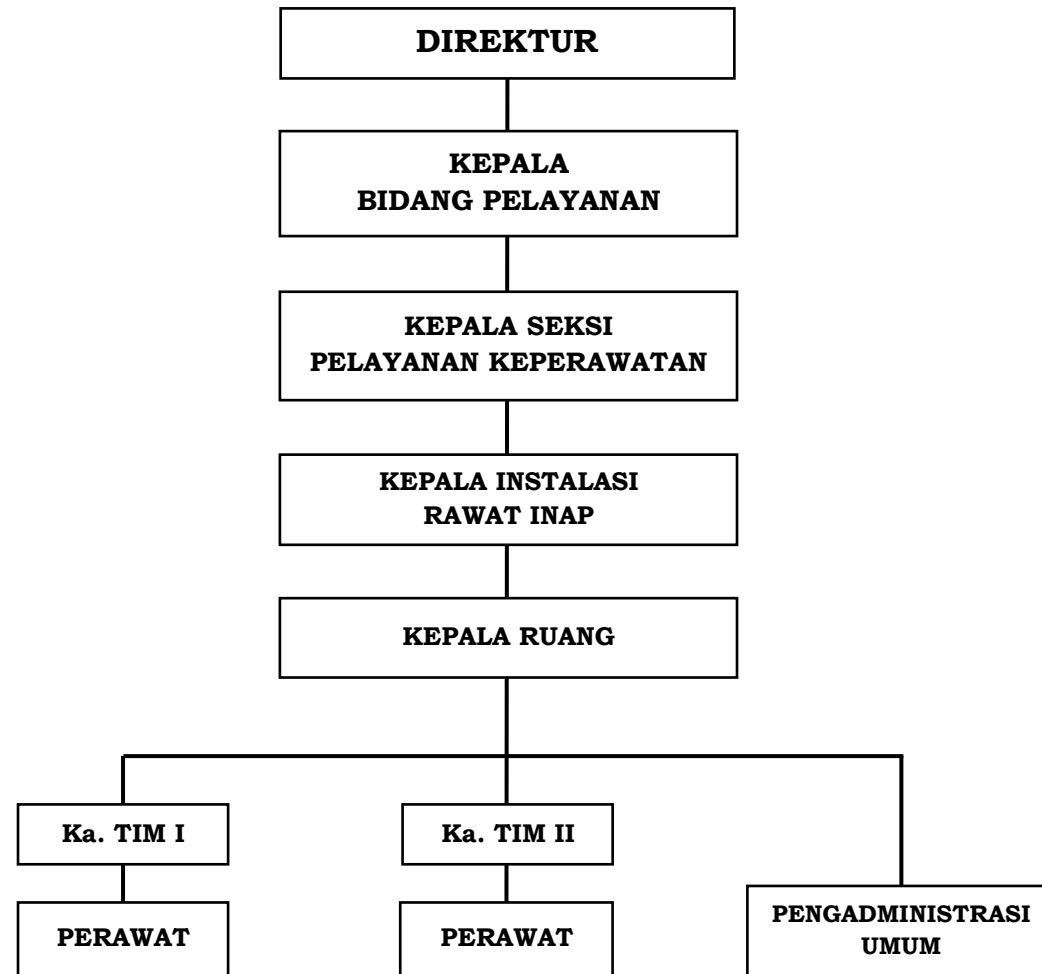 DIREKTUR
KEPALA
BIDANG PELAYANAN
KEPALA SEKSI
PELAYANAN KEPERAWATAN
KEPALA INSTALASI
RAWAT INAP
KEPALA RUANG
Ka. TIM I
Ka. TIM II
PERAWAT
PERAWAT
PENGADMINISTRASI
UMUM